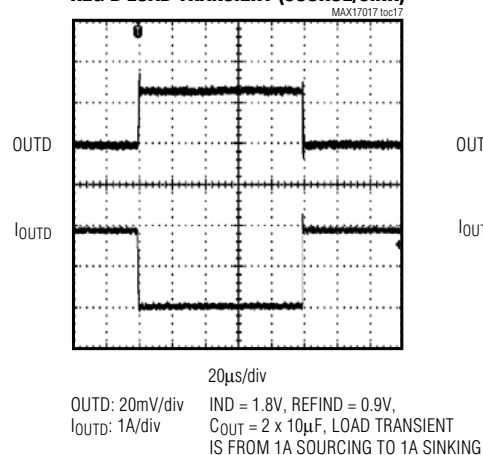 REG D LOAD TRANSIENT (SOURCE/SINK)
MAX17017 toc17
OUTD
OUT
IOUTD
IOUT
20µs/div
OUTD: 20mV/div
IOUTD: 1A/div
IND = 1.8V, REFIND = 0.9V,
COUT = 2 x 10µF, LOAD TRANSIENT
IS FROM 1A SOURCING TO 1A SINKING